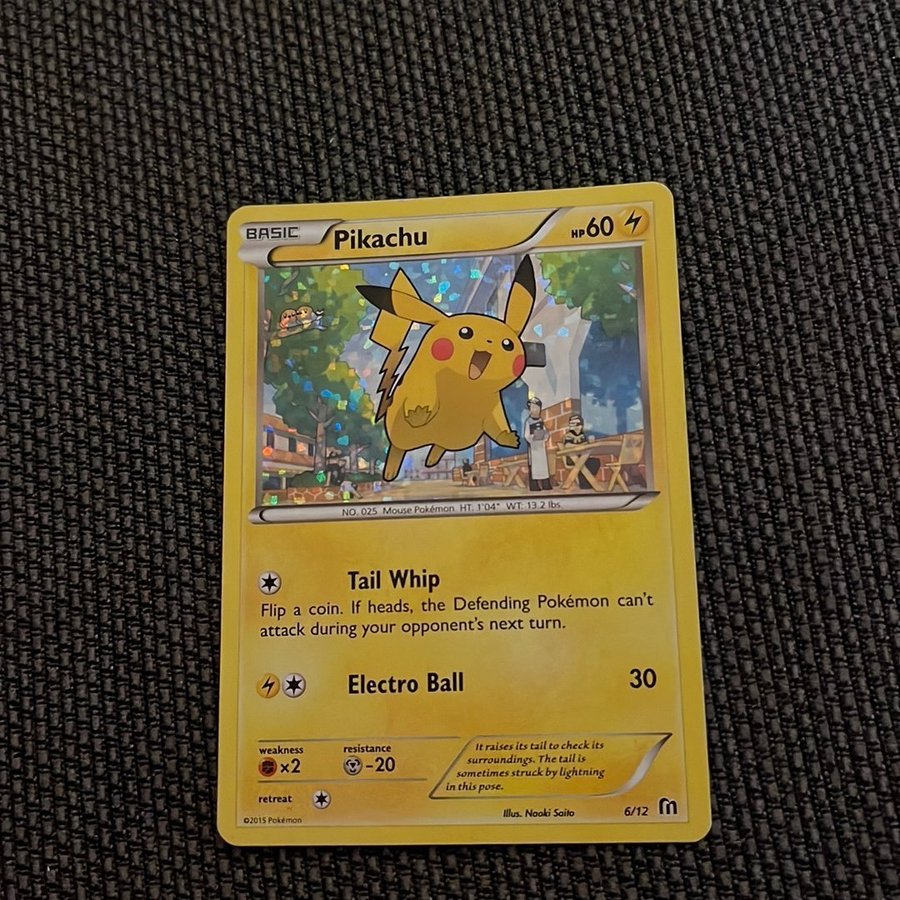 BASIC Pikachu HP60
NO. 025 Mouse Pokémon HT: 1'04" WT: 13.2 lbs.
Tail Whip
Flip a coin. If heads, the Defending Pokémon can't
attack during your opponent's next turn.
Electro Ball 30
weakness resistance
×2 -20
It raises its tail to check its
surroundings. The tail is
sometimes struck by lightning
in this pose.
retreat
©2015 Pokémon Illus. Naoki Saito 6/12 m